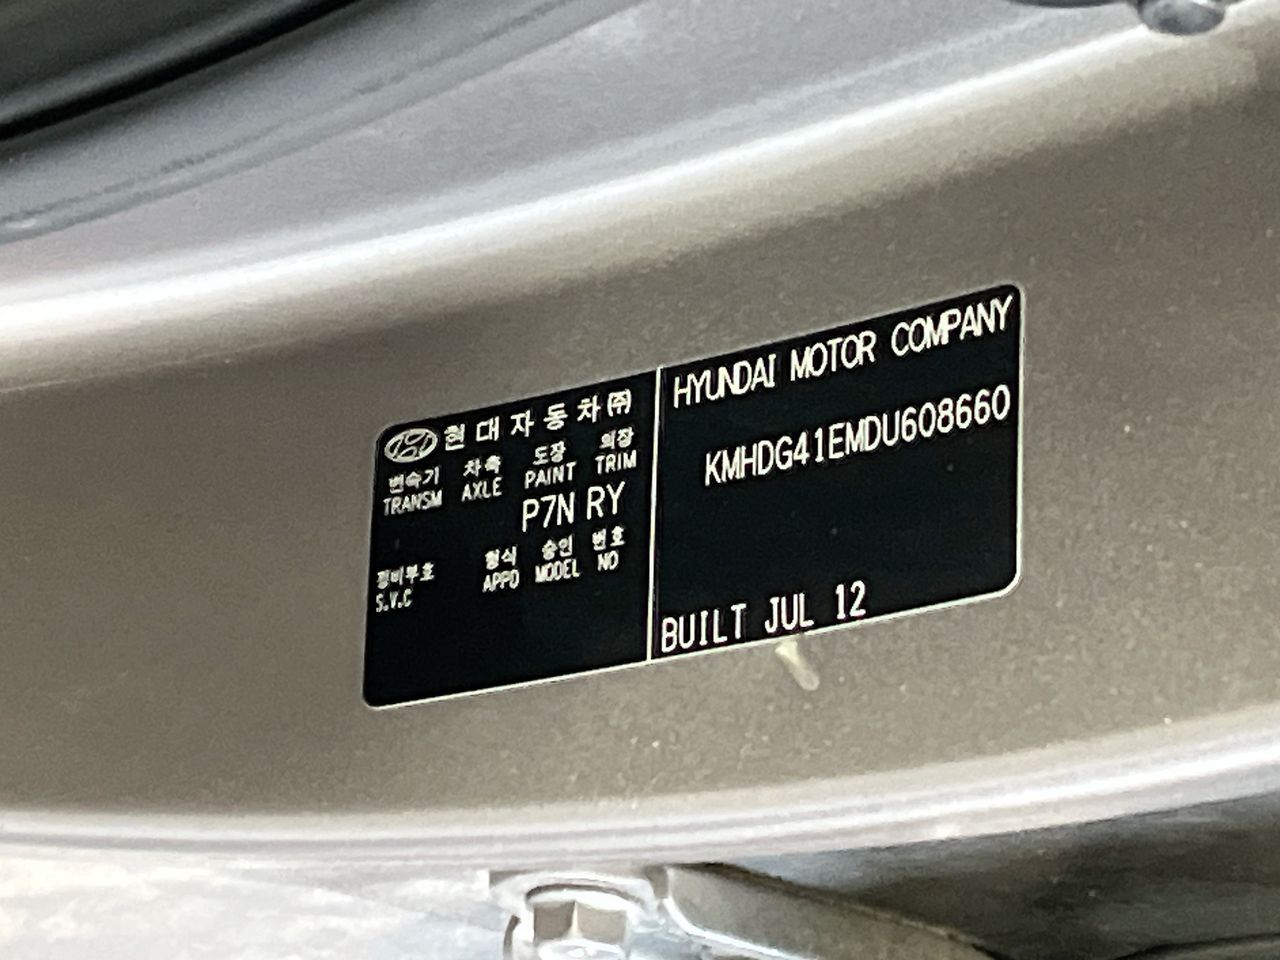 현대자동차㈜
변속기 차축 도장 의장
TRANSM AXLE PAINT TRIM
P7N RY
정비부호 형식 승인 번호
S.V.C APPD MODEL NO
HYUNDAI MOTOR COMPANY
KMHDG41EMDU608660
BUILT JUL 12